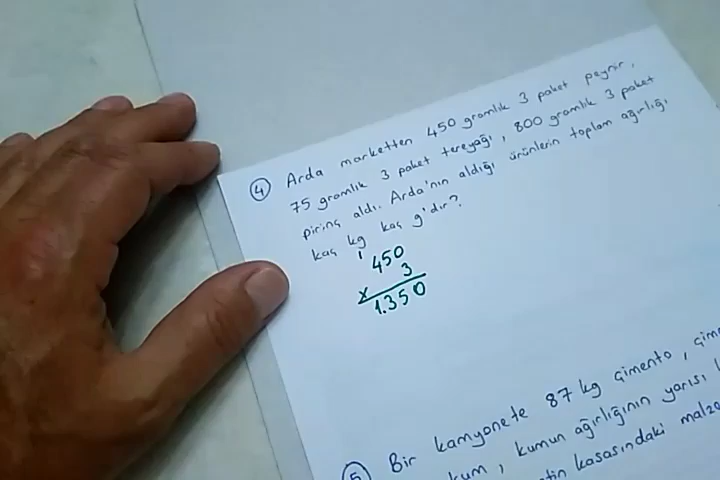 4 Arda marketten 450 gramlık 3 paket peynir,
75 gramlık 3 paket tereyağı, 800 gramlık 3 paket
pirinç aldı. Arda'nın aldığı ürünlerin toplam ağırlığı
kaç kg kaç g'dır?
1
450
3
x
1.350
5 Bir kamyonete 87 kg çimento,
kum, kumun ağırlığının yarısı
kasasındaki